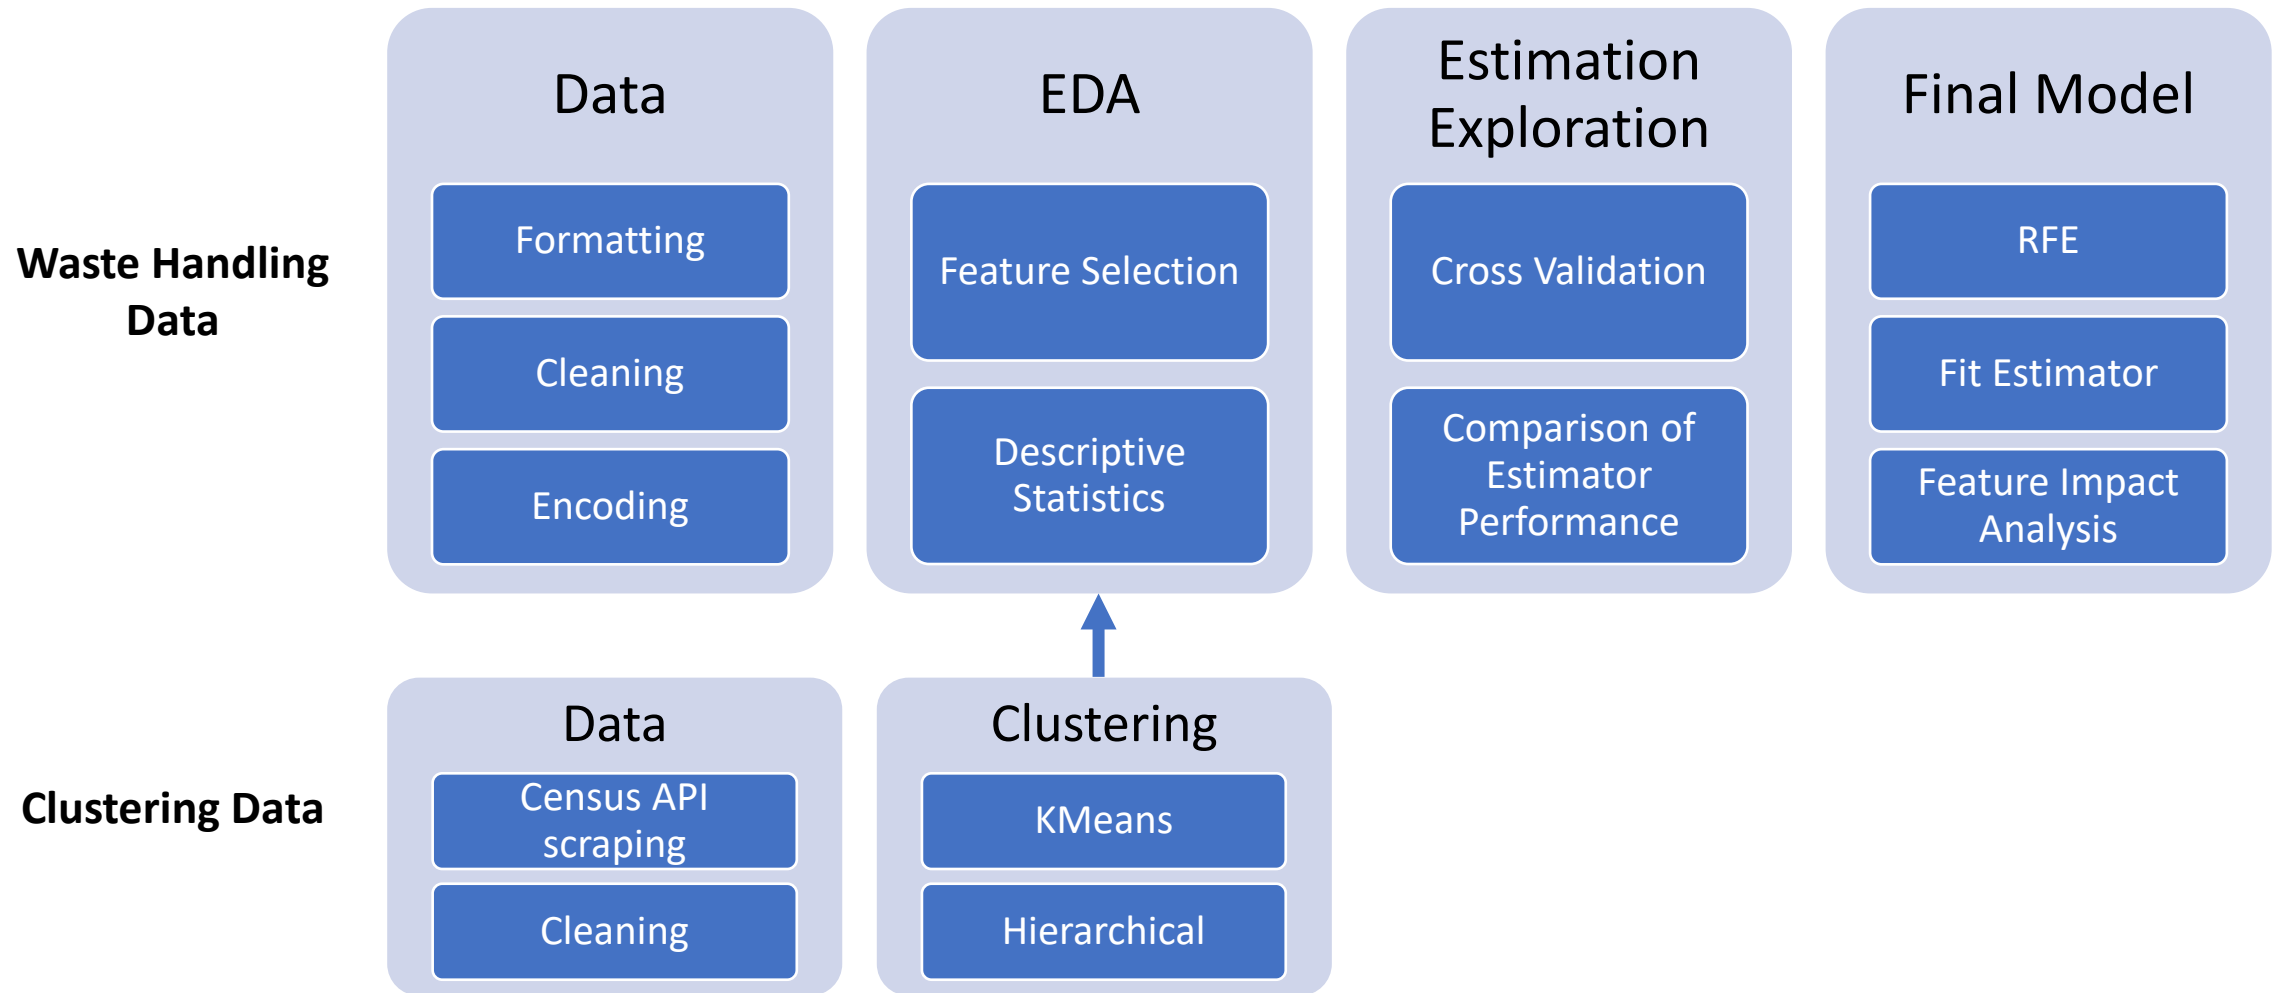 Waste Handling
Data
Data
Formatting
Cleaning
Encoding
EDA
Feature Selection
Descriptive
Statistics
Estimation
Exploration
Cross Validation
Comparison of
Estimator
Performance
Final Model
RFE
Fit Estimator
Feature Impact
Analysis
Clustering Data
Data
Census API
scraping
Cleaning
Clustering
KMeans
Hierarchical